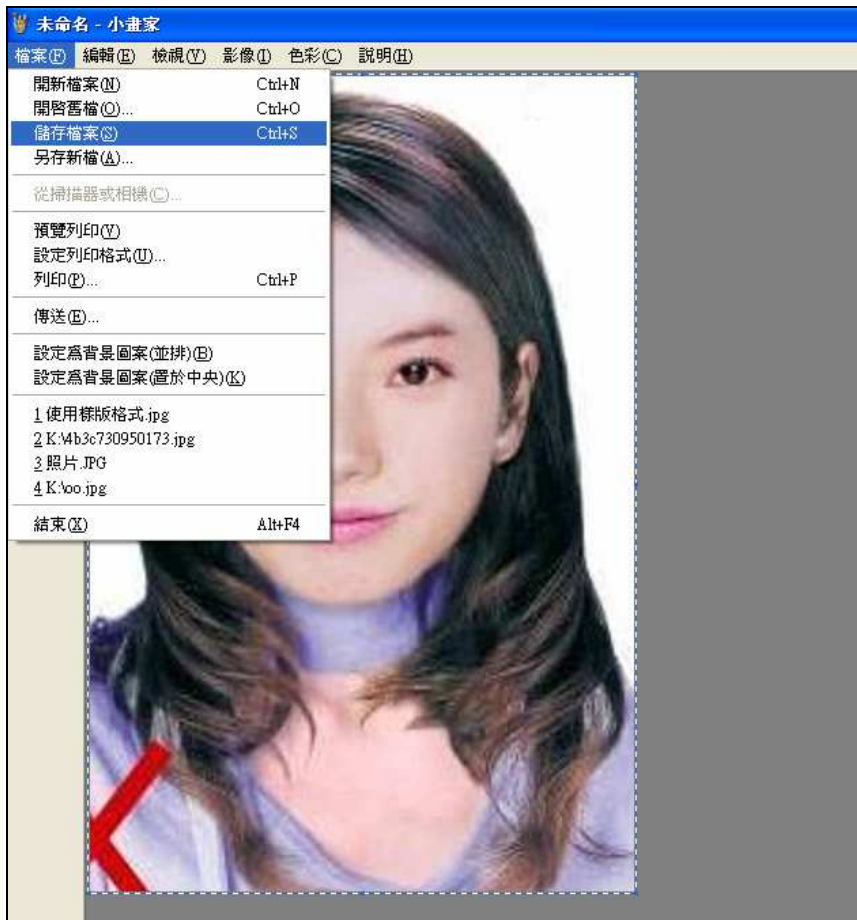 未命名 - 小畫家
檔案(F) 編輯(E) 檢視(V) 影像(I) 色彩(C) 說明(H)
開新檔案(N) Ctrl+N
開啓舊檔(O)... Ctrl+O
儲存檔案(S) Ctrl+S
另存新檔(A)...
從掃描器或相機(C)...
預覽列印(V)
設定列印格式(U)...
列印(P)... Ctrl+P
傳送(E)...
設定爲背景圖案(並排)(B)
設定爲背景圖案(置於中央)(K)
1 使用樣版格式.jpg
2 K:\4b3c730950173.jpg
3 照片.JPG
4 K:\oo.jpg
結束(X) Alt+F4